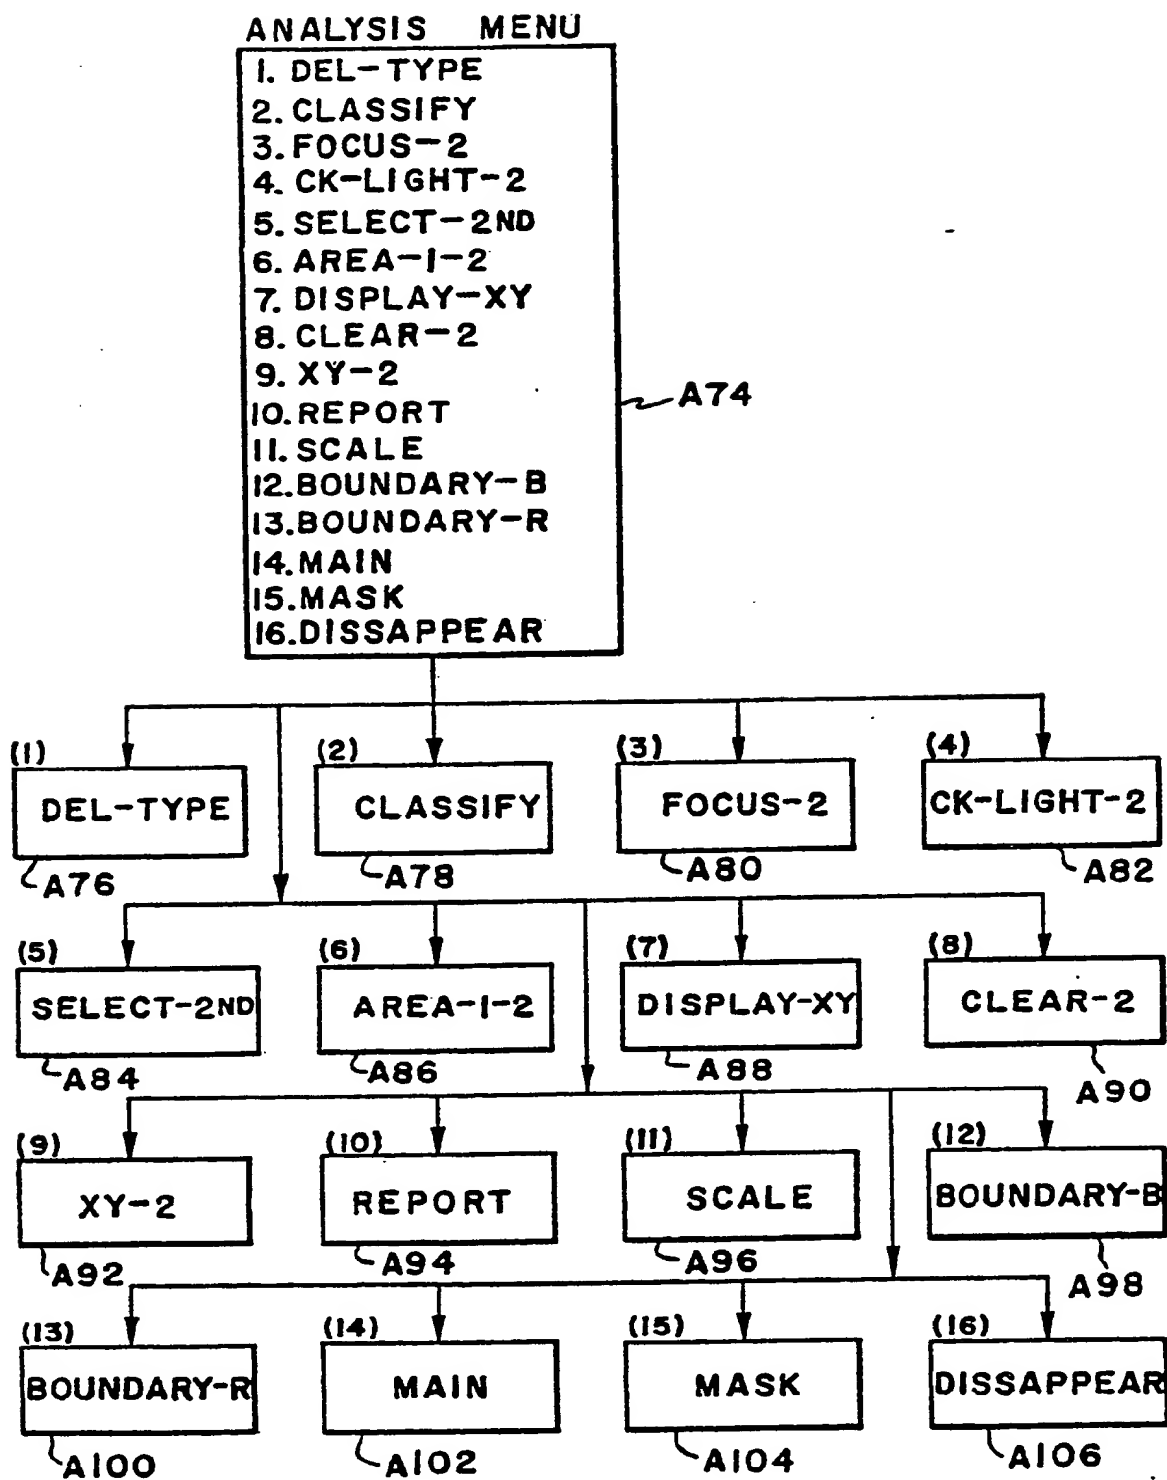 ANALYSIS MENU
1. DEL-TYPE
2. CLASSIFY
3. FOCUS-2
4. CK-LIGHT-2
5. SELECT-2ND
6. AREA-1-2
7. DISPLAY-XY
8. CLEAR-2
9. XY-2
10. REPORT
11. SCALE
12. BOUNDARY-B
13. BOUNDARY-R
14. MAIN
15. MASK
16. DISSAPPEAR
A74
(1) (2) (3) (4)
DEL-TYPE CLASSIFY FOCUS-2 CK-LIGHT-2
A76 A78 A80 A82
(5) (6) (7) (8)
SELECT-2ND AREA-1-2 DISPLAY-XY CLEAR-2
A84 A86 A88 A90
(9) (10) (11) (12)
XY-2 REPORT SCALE BOUNDARY-B
A92 A94 A96 A98
(13) (14) (15) (16)
BOUNDARY-R MAIN MASK DISSAPPEAR
A100 A102 A104 A106